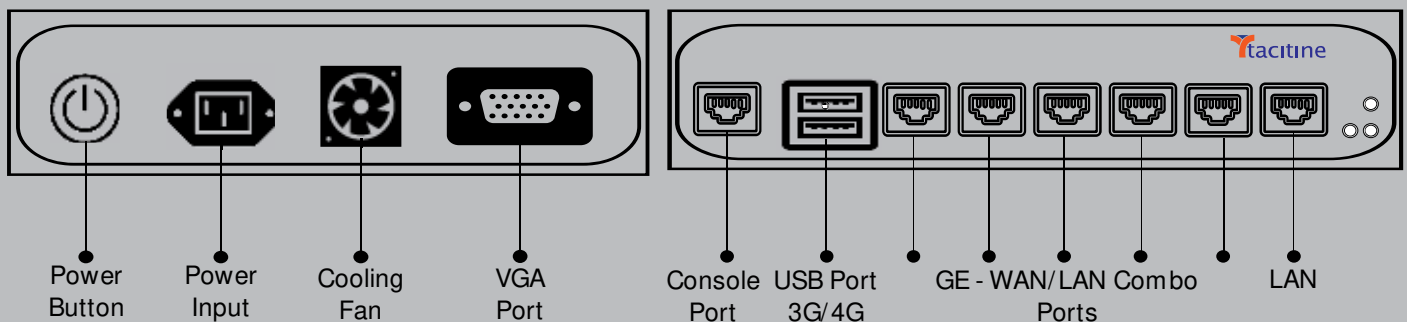 tacitine
Power
Button
Power
Input
Cooling
Fan
VGA
Port
Console
Port
USB Port
3G/4G
GE - WAN/LAN Combo
Ports
LAN